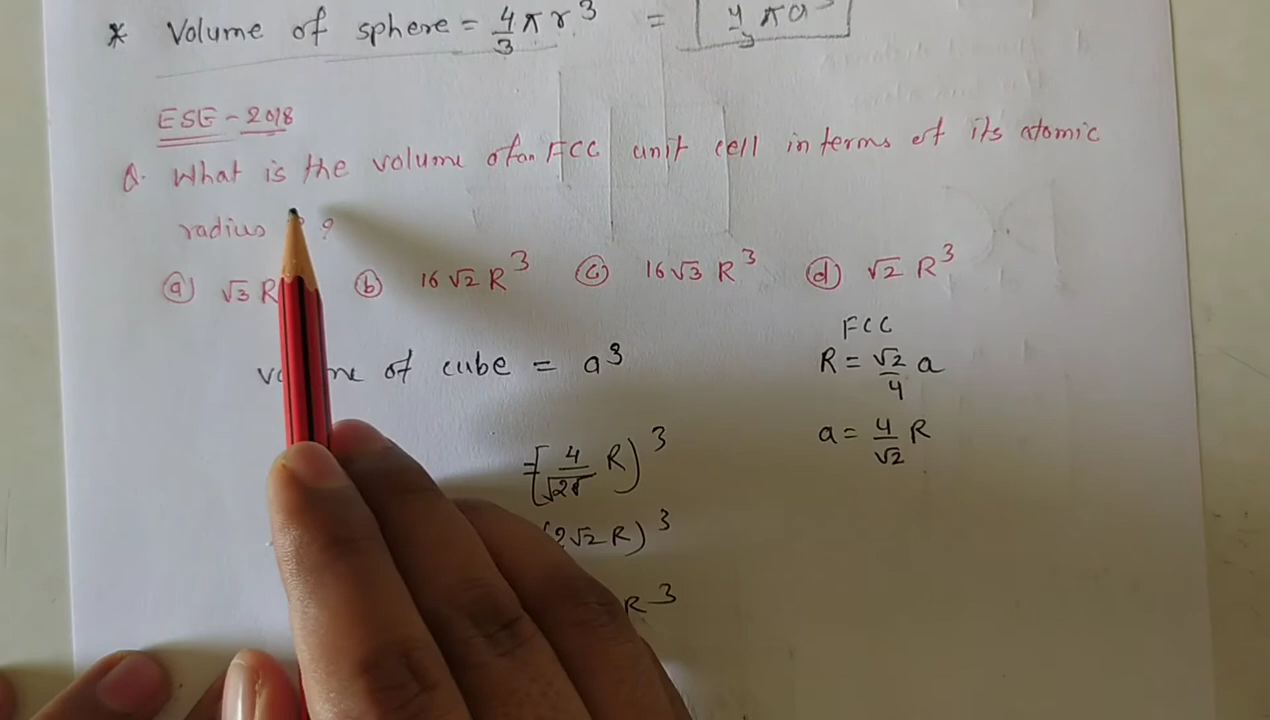 * Volume of sphere = 4/3 π r³ =
ESE - 2018
Q. What is the volume of an FCC unit cell in terms of its atomic
radius ?
(a) √3 R (b) 16√2 R³ (c) 16√3 R³ (d) √2 R³
FCC
of cube = a³
R = √2/4 a
a = 4/√2 R
= [4/√2 R)³
2√2 R)³
R³